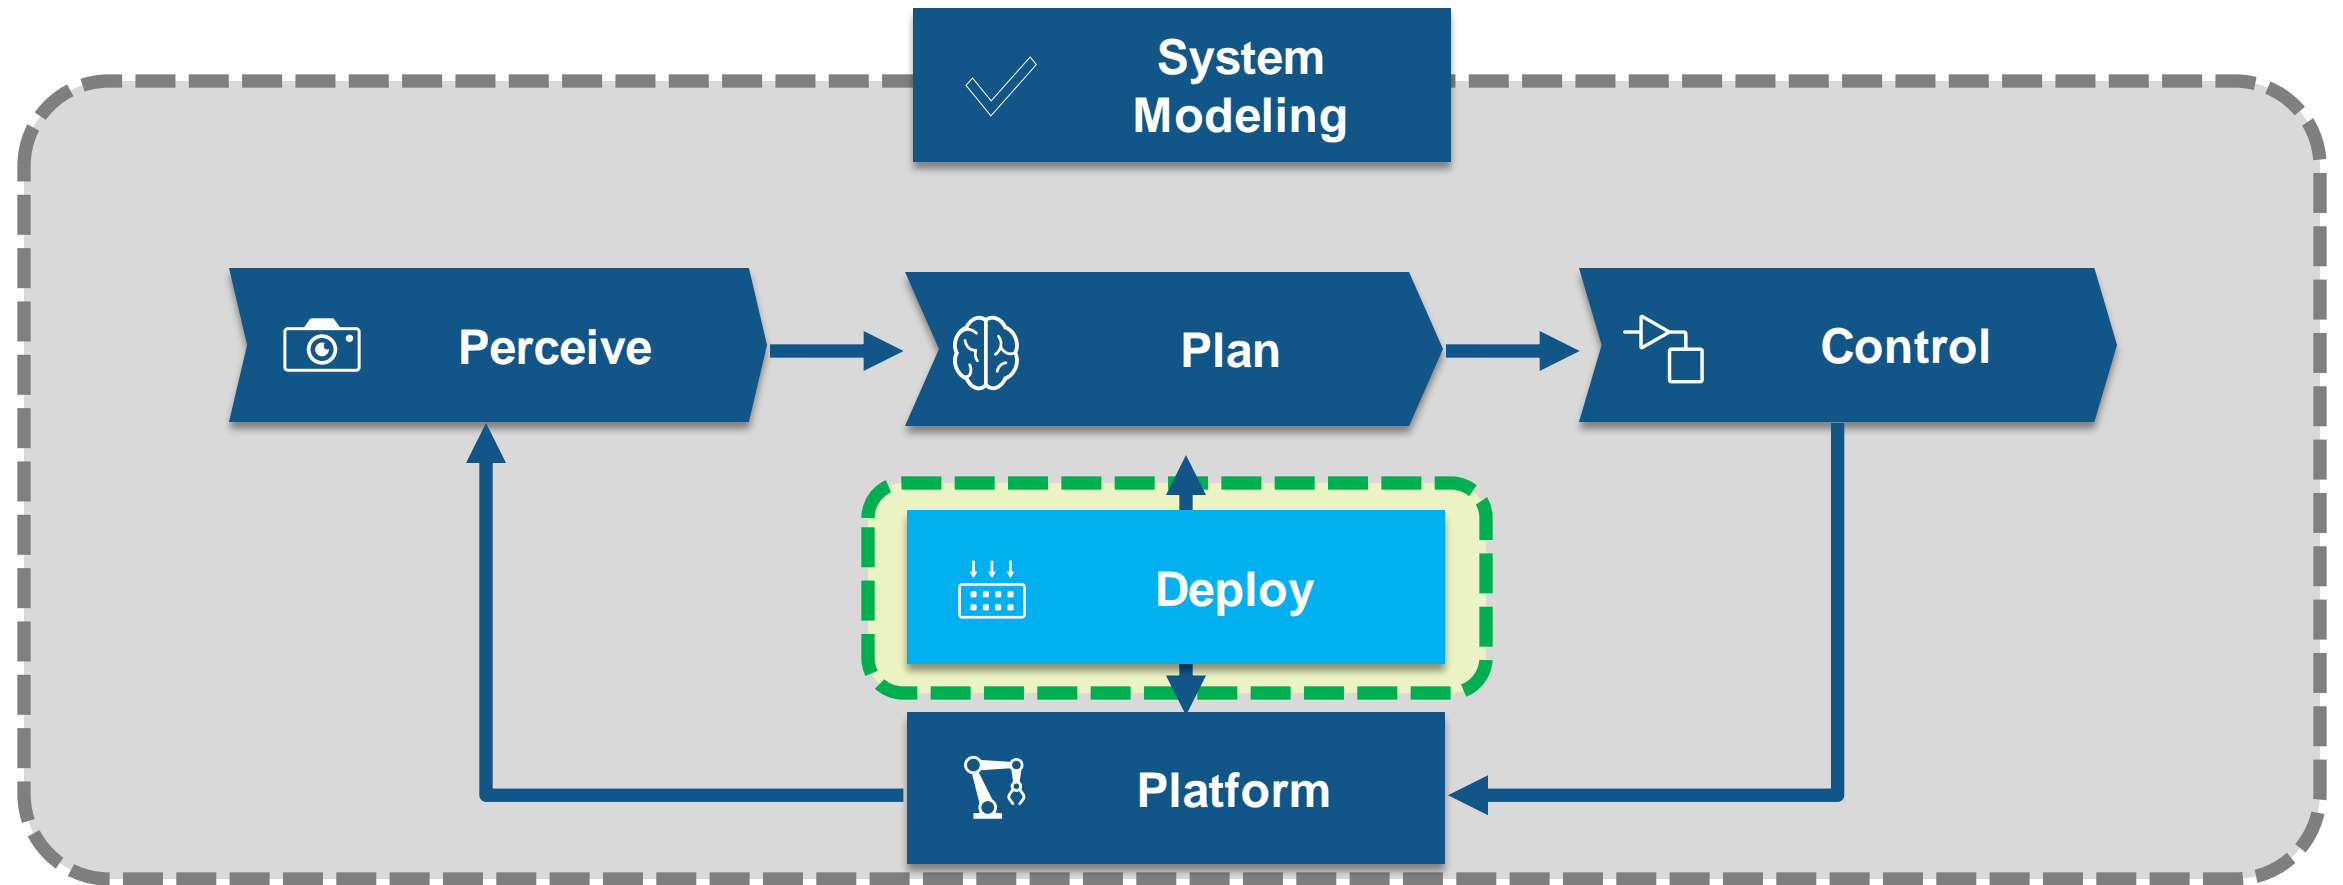 System
Modeling
Perceive
Plan
Control
Deploy
Platform